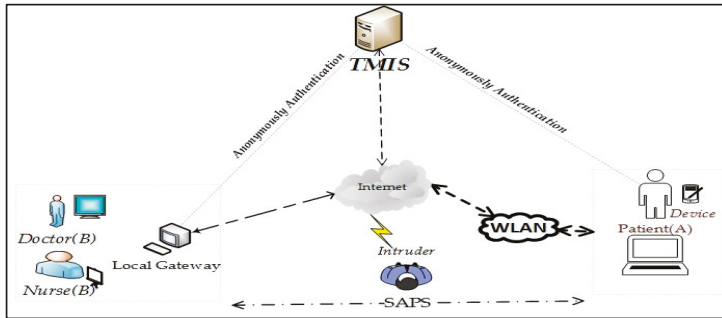 TMIS
Anonymously Authentication
Anonymously Authentication
Internet
Doctor(B)
Local Gateway
Nurse(B)
Intruder
SAPS
WLAN
Device
Patient(A)